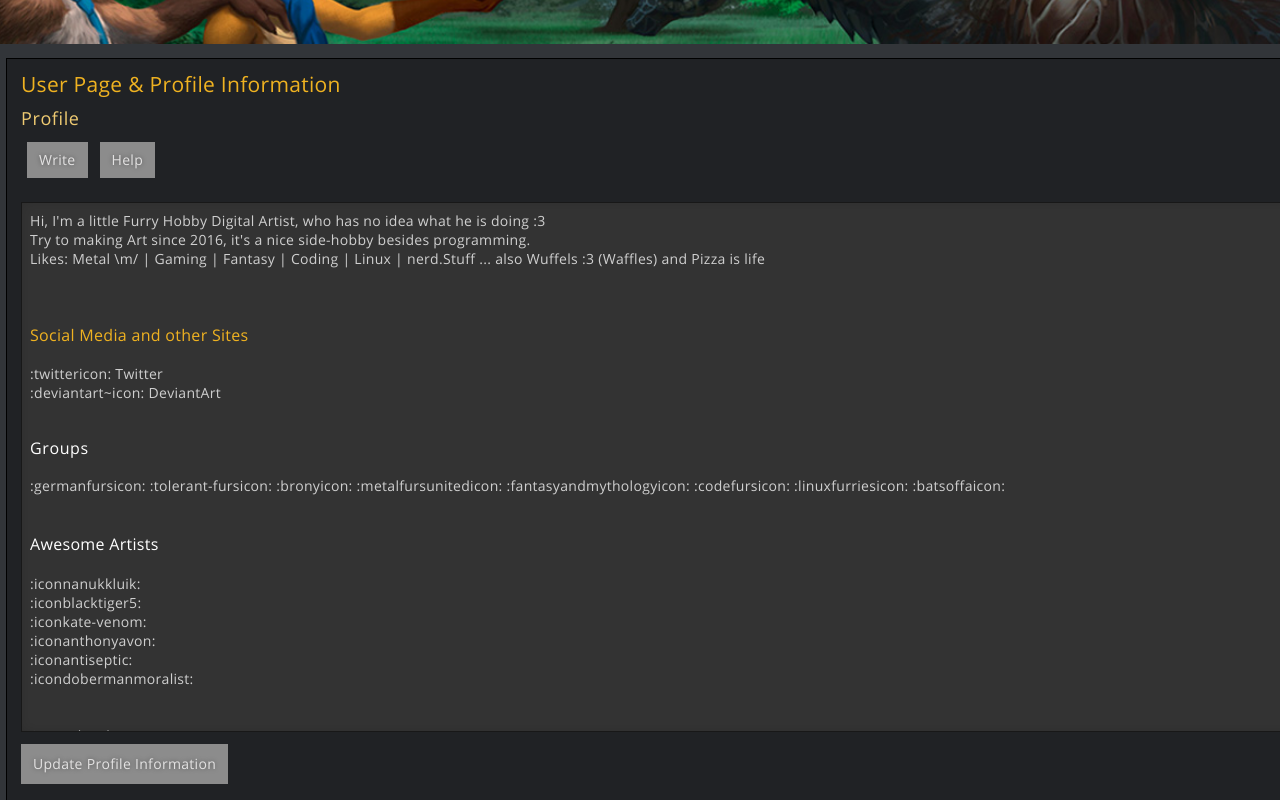 User Page & Profile Information
Profile
Write Help
Hi, I'm a little Furry Hobby Digital Artist, who has no idea what he is doing :3
Try to making Art since 2016, it's a nice side-hobby besides programming.
Likes: Metal \m/ | Gaming | Fantasy | Coding | Linux | nerd.Stuff ... also Wuffels :3 (Waffles) and Pizza is life
Social Media and other Sites
:twittericon: Twitter
:deviantart~icon: DeviantArt
Groups
:germanfursicon: :tolerant-fursicon: :bronyicon: :metalfursunitedicon: :fantasyandmythologyicon: :codefursicon: :linuxfurriesicon: :batsoffaicon:
Awesome Artists
:iconnanukkluik:
:iconblacktiger5:
:iconkate-venom:
:iconanthonyavon:
:iconantiseptic:
:icondobermanmoralist:
Update Profile Information